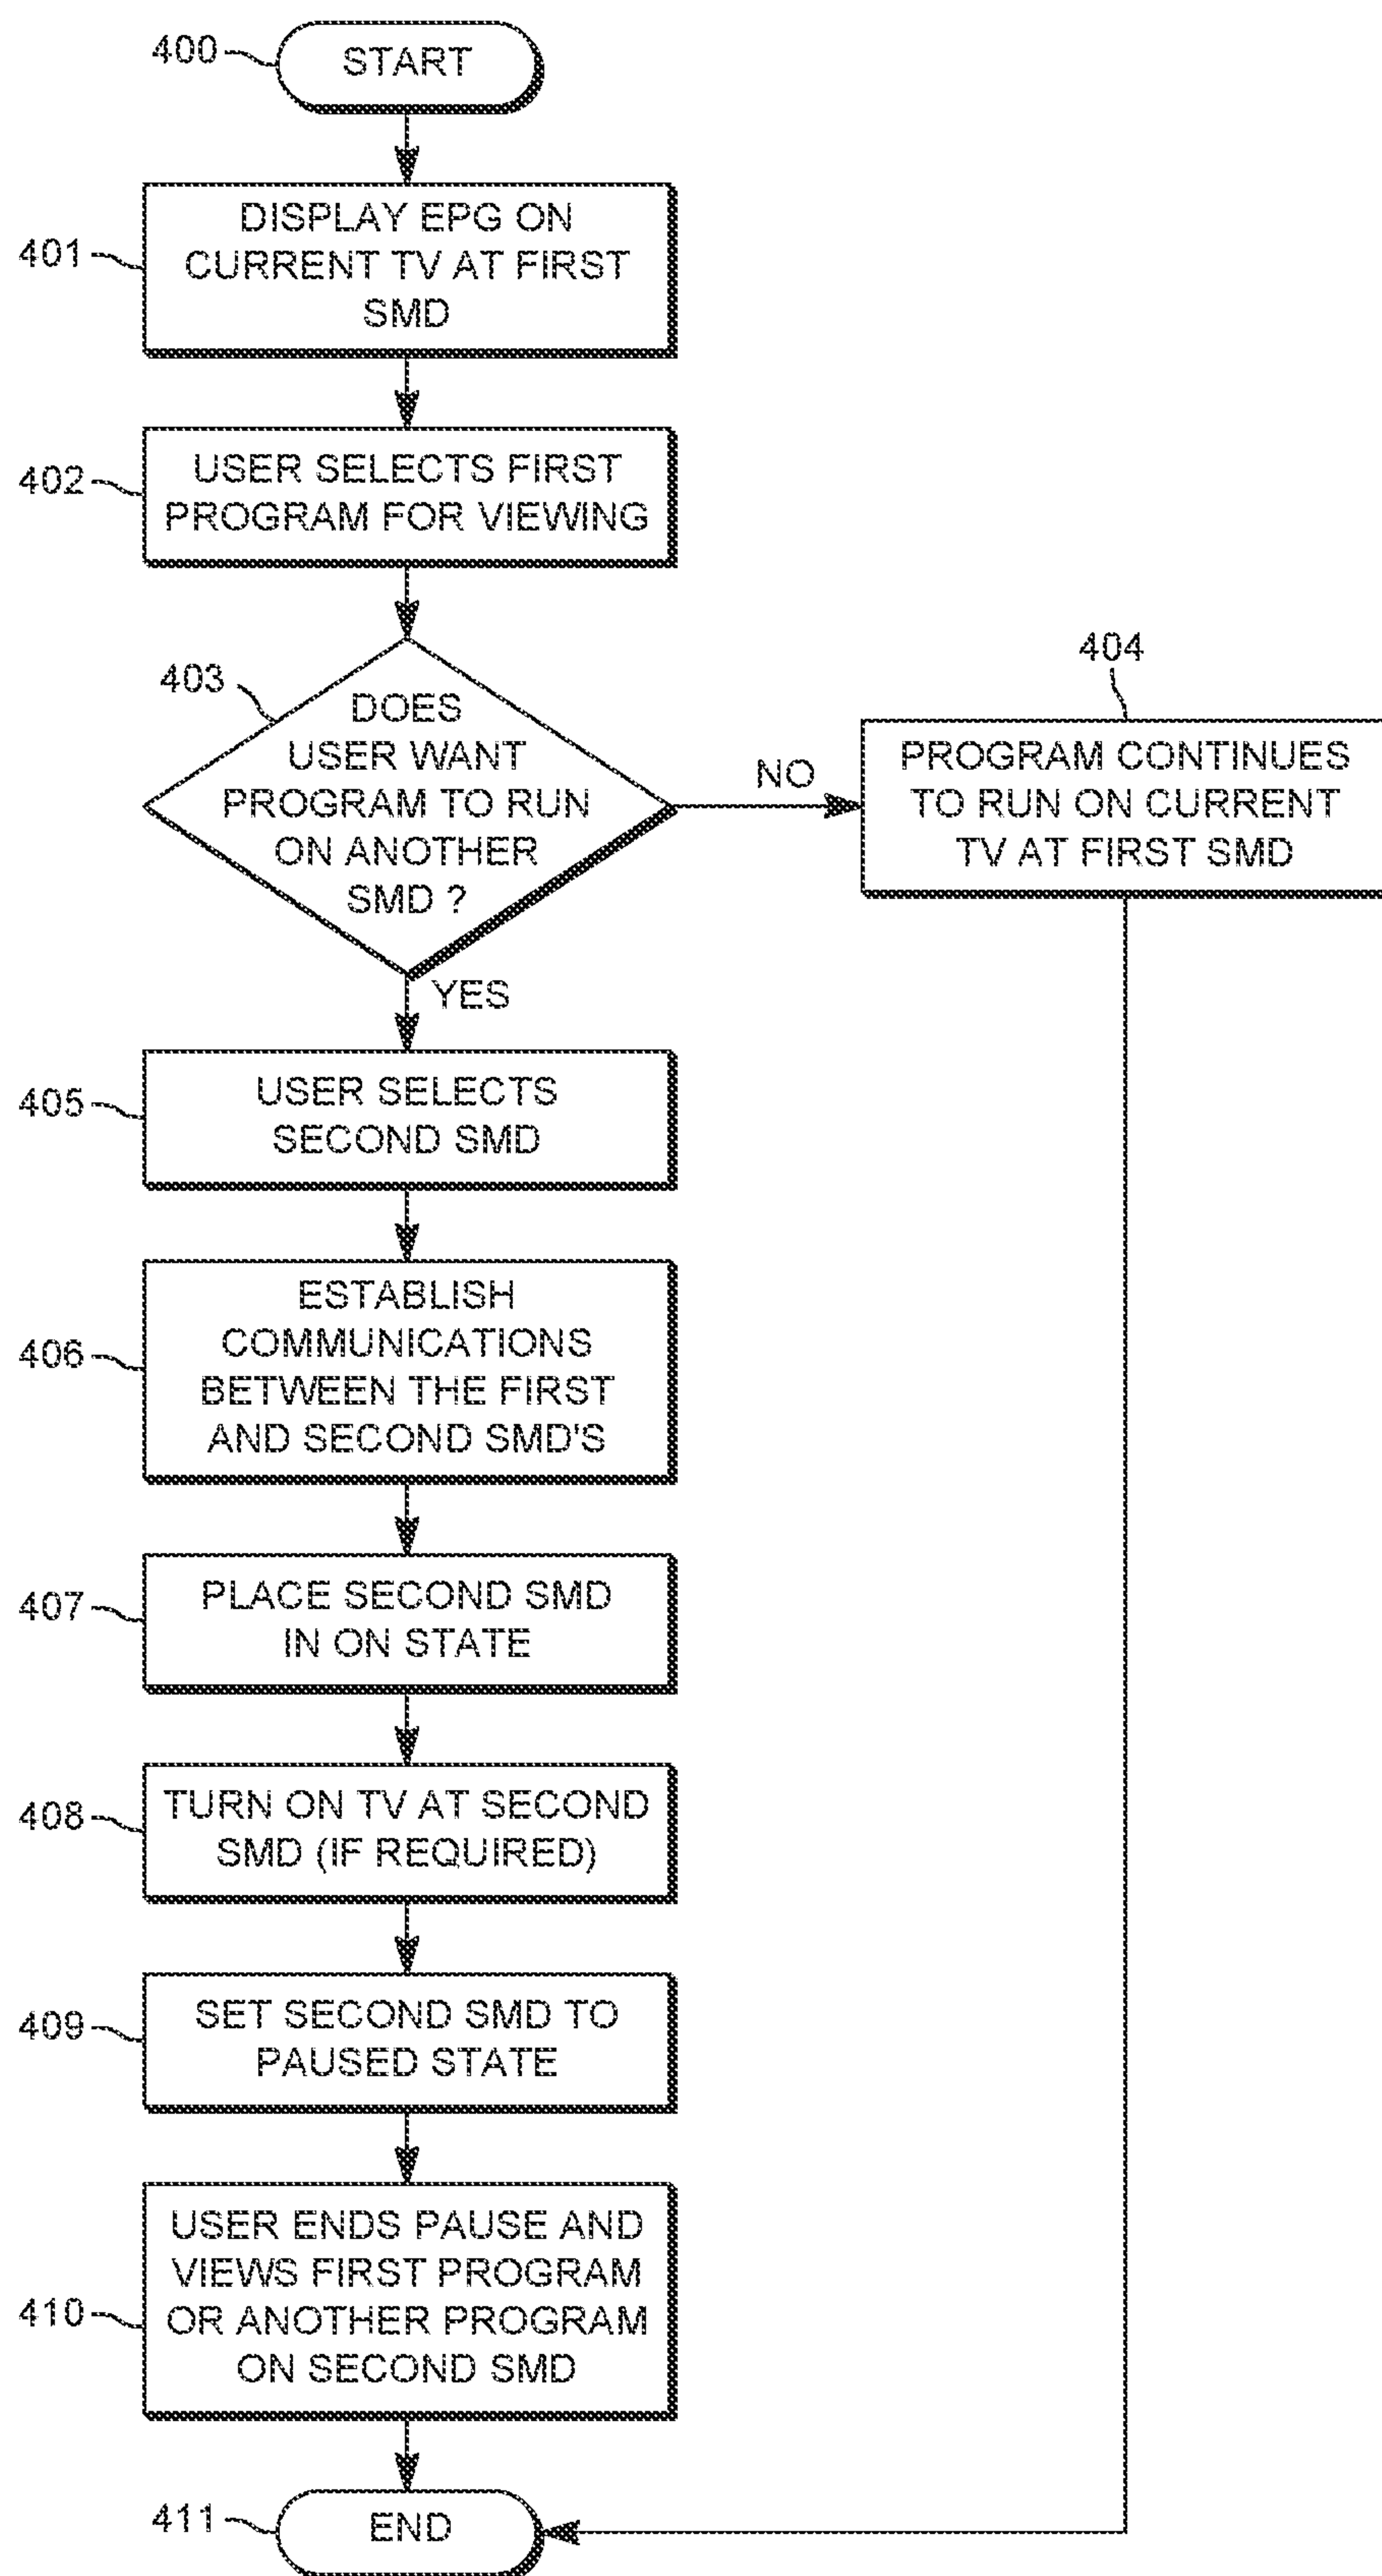 400
START
401
DISPLAY EPG ON
CURRENT TV AT FIRST
SMD
402
USER SELECTS FIRST
PROGRAM FOR VIEWING
403
DOES
USER WANT
PROGRAM TO RUN
ON ANOTHER
SMD ?
NO
404
PROGRAM CONTINUES
TO RUN ON CURRENT
TV AT FIRST SMD
YES
405
USER SELECTS
SECOND SMD
406
ESTABLISH
COMMUNICATIONS
BETWEEN THE FIRST
AND SECOND SMD'S
407
PLACE SECOND SMD
IN ON STATE
408
TURN ON TV AT SECOND
SMD (IF REQUIRED)
409
SET SECOND SMD TO
PAUSED STATE
410
USER ENDS PAUSE AND
VIEWS FIRST PROGRAM
OR ANOTHER PROGRAM
ON SECOND SMD
411
END